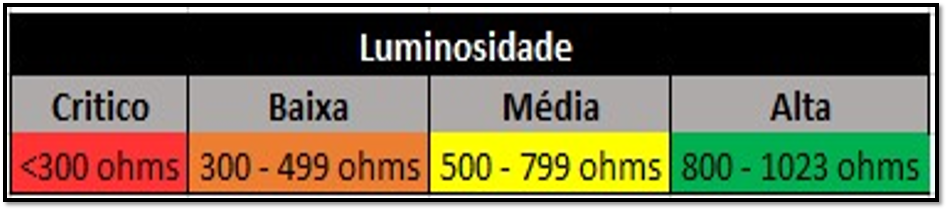 Luminosidade
Critico Baixa Média Alta
<300 ohms 300 - 499 ohms 500 - 799 ohms 800 - 1023 ohms